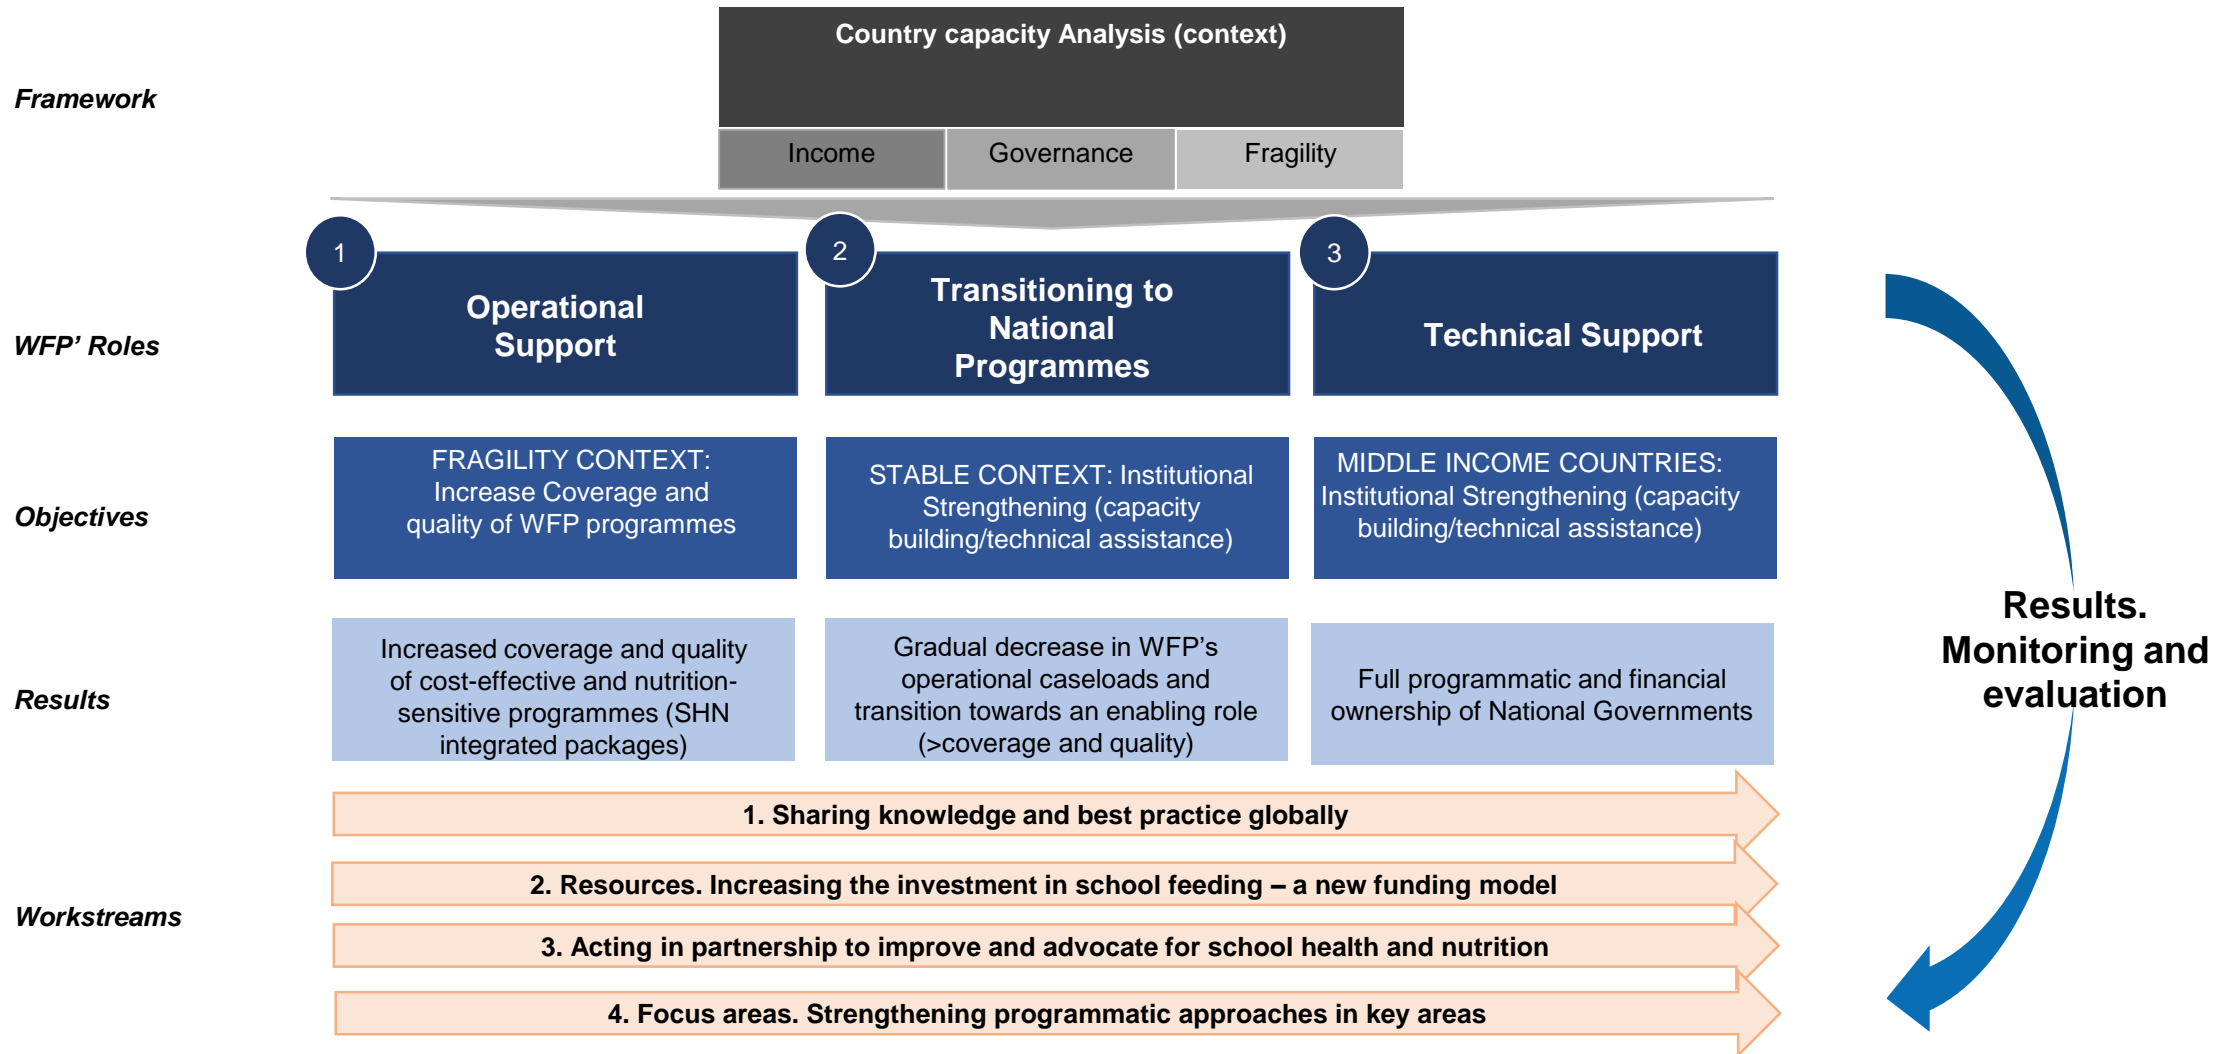 Country capacity Analysis (context)
Framework
Income
Governance
Fragility
1
2
3
WFP’ Roles
Operational
Support
Transitioning to
National
Programmes
Technical Support
Objectives
FRAGILITY CONTEXT:
Increase Coverage and
quality of WFP programmes
STABLE CONTEXT: Institutional
Strengthening (capacity
building/technical assistance)
MIDDLE INCOME COUNTRIES:
Institutional Strengthening (capacity
building/technical assistance)
Results
Increased coverage and quality
of cost-effective and nutrition-
sensitive programmes (SHN
integrated packages)
Gradual decrease in WFP’s
operational caseloads and
transition towards an enabling role
(>coverage and quality)
Full programmatic and financial
ownership of National Governments
Results.
Monitoring and
evaluation
Workstreams
1. Sharing knowledge and best practice globally
2. Resources. Increasing the investment in school feeding – a new funding model
3. Acting in partnership to improve and advocate for school health and nutrition
4. Focus areas. Strengthening programmatic approaches in key areas